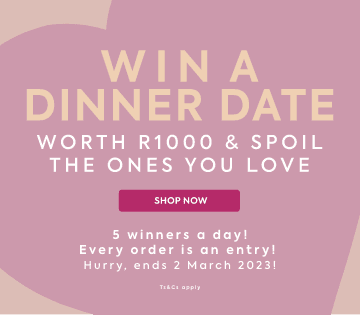 WIN A
DINNER DATE
WORTH R1000 & SPOIL
THE ONES YOU LOVE
SHOP NOW
5 winners a day!
Every order is an entry!
Hurry, ends 2 March 2023!
Ts&Cs apply